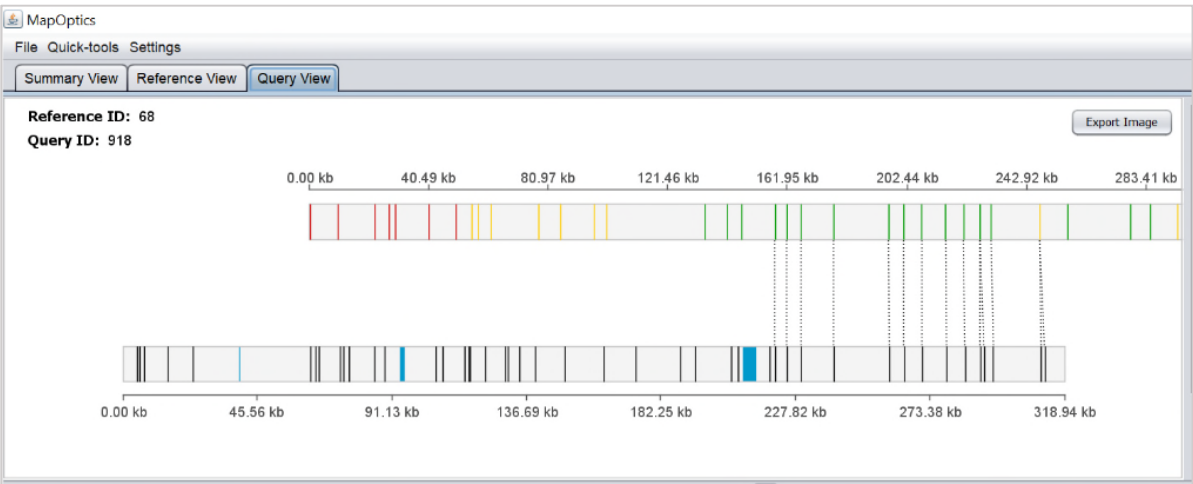 MapOptics
File Quick-tools Settings
Summary View Reference View Query View
Reference ID: 68
Export Image
Query ID: 918
0.00 kb 40.49 kb 80.97 kb 121.46 kb 161.95 kb 202.44 kb 242.92 kb 283.41 kb
0.00 kb 45.56 kb 91.13 kb 136.69 kb 182.25 kb 227.82 kb 273.38 kb 318.94 kb